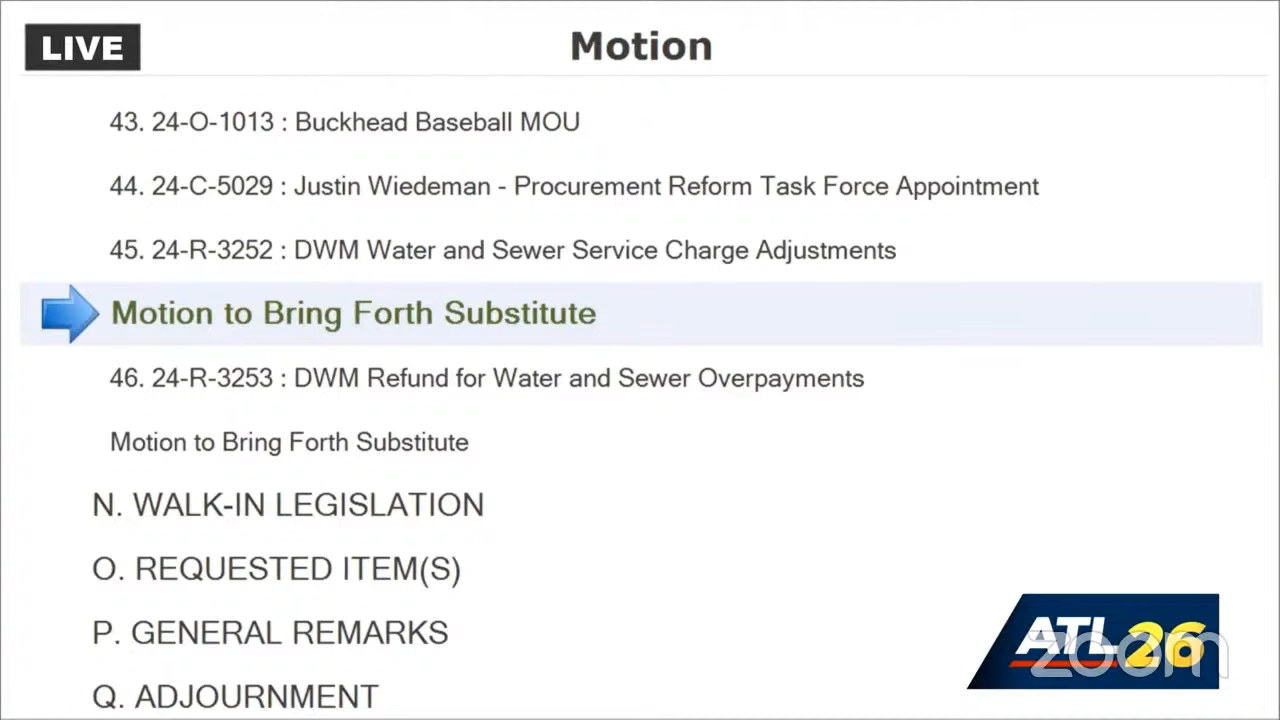 LIVE
Motion
43. 24-O-1013 : Buckhead Baseball MOU
44. 24-C-5029 : Justin Wiedeman - Procurement Reform Task Force Appointment
45. 24-R-3252 : DWM Water and Sewer Service Charge Adjustments
Motion to Bring Forth Substitute
46. 24-R-3253 : DWM Refund for Water and Sewer Overpayments
Motion to Bring Forth Substitute
N. WALK-IN LEGISLATION
O. REQUESTED ITEM(S)
P. GENERAL REMARKS
Q. ADJOURNMENT
ATL 26
zoom